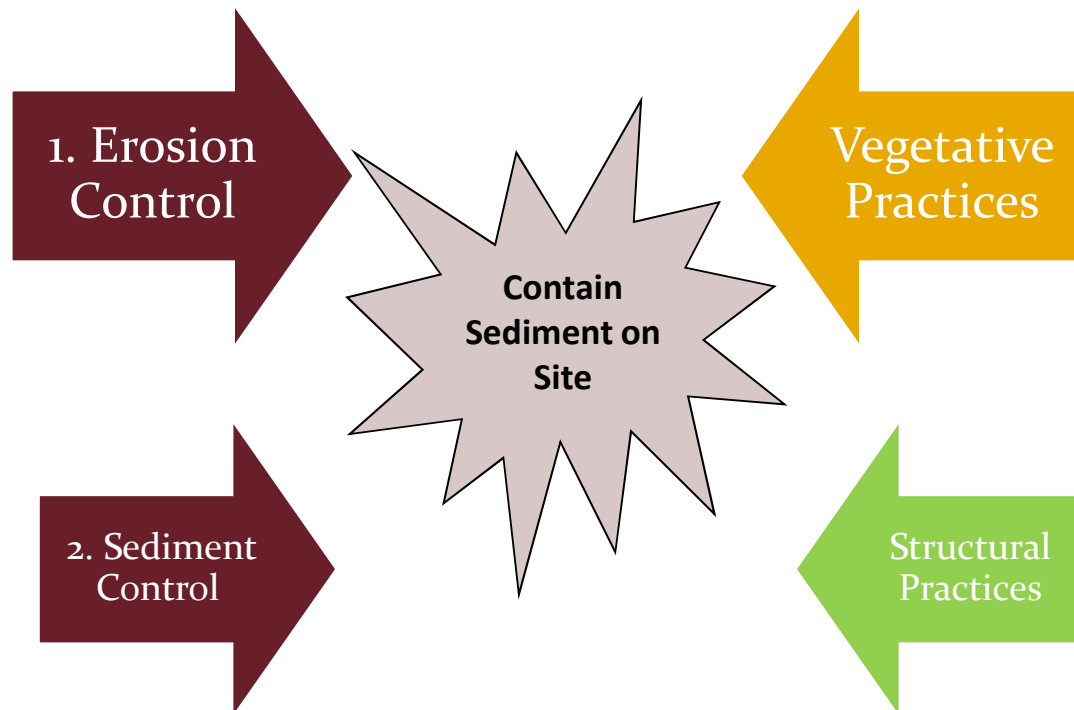 1. Erosion
Control
Vegetative
Practices
Contain
Sediment on
Site
2. Sediment
Control
Structural
Practices